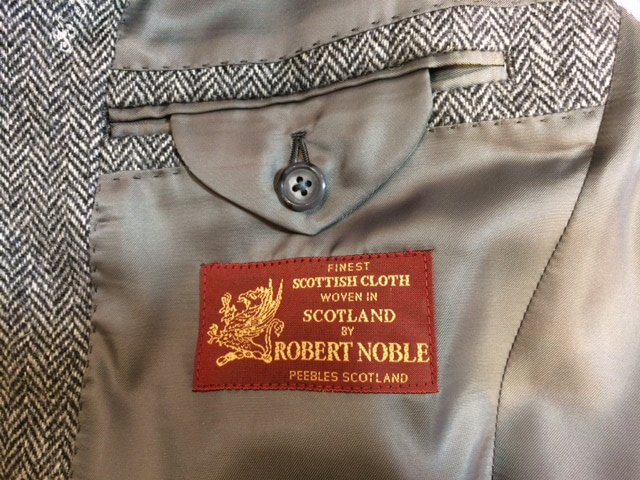 FINEST
SCOTTISH CLOTH
WOVEN IN
SCOTLAND
BY
ROBERT NOBLE
PEEBLES SCOTLAND